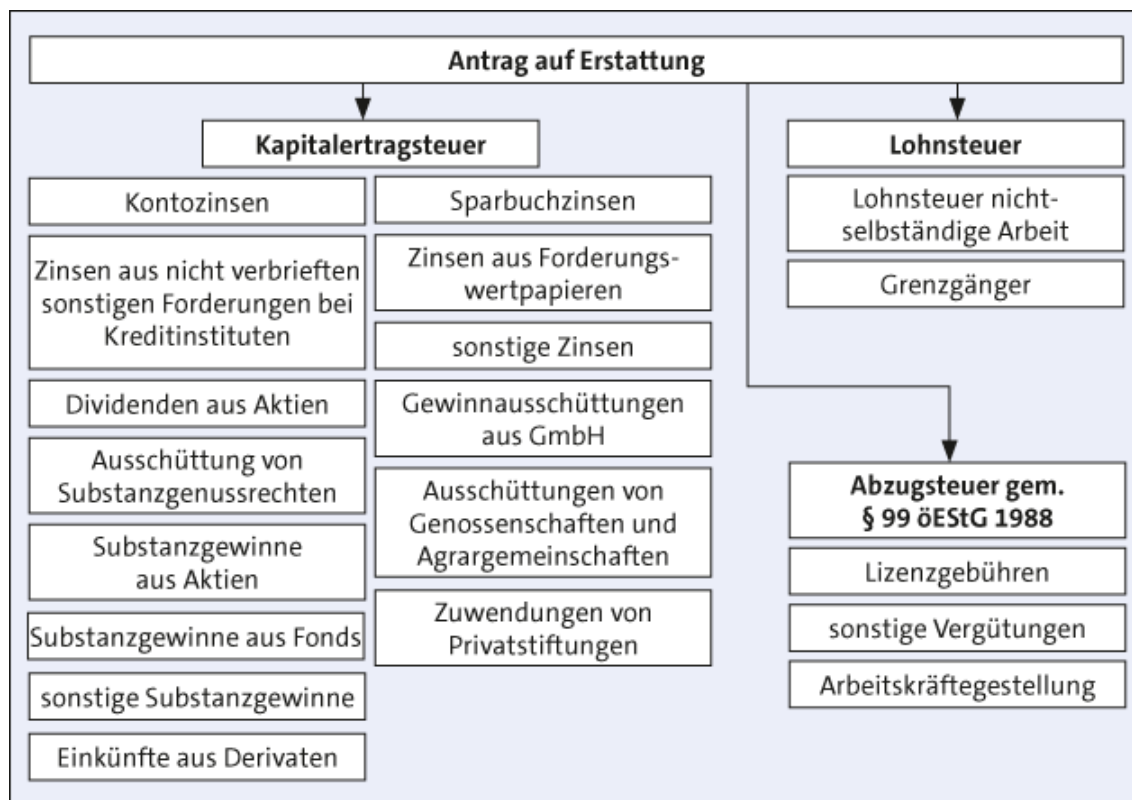 Antrag auf Erstattung
Kapitalertragsteuer
Kontozinsen
Zinsen aus nicht verbrieften
sonstigen Forderungen bei
Kreditinstituten
Dividenden aus Aktien
Ausschüttung von
Substanzgenussrechten
Substanzgewinne
aus Aktien
Substanzgewinne aus Fonds
sonstige Substanzgewinne
Einkünfte aus Derivaten
Sparbuchzinsen
Zinsen aus Forderungs-
wertpapieren
sonstige Zinsen
Gewinnausschüttungen
aus GmbH
Ausschüttungen von
Genossenschaften und
Agrargemeinschaften
Zuwendungen von
Privatstiftungen
Lohnsteuer
Lohnsteuer nicht-
selbständige Arbeit
Grenzgänger
Abzugsteuer gem.
§ 99 öEStG 1988
Lizenzgebühren
sonstige Vergütungen
Arbeitskräftegestellung